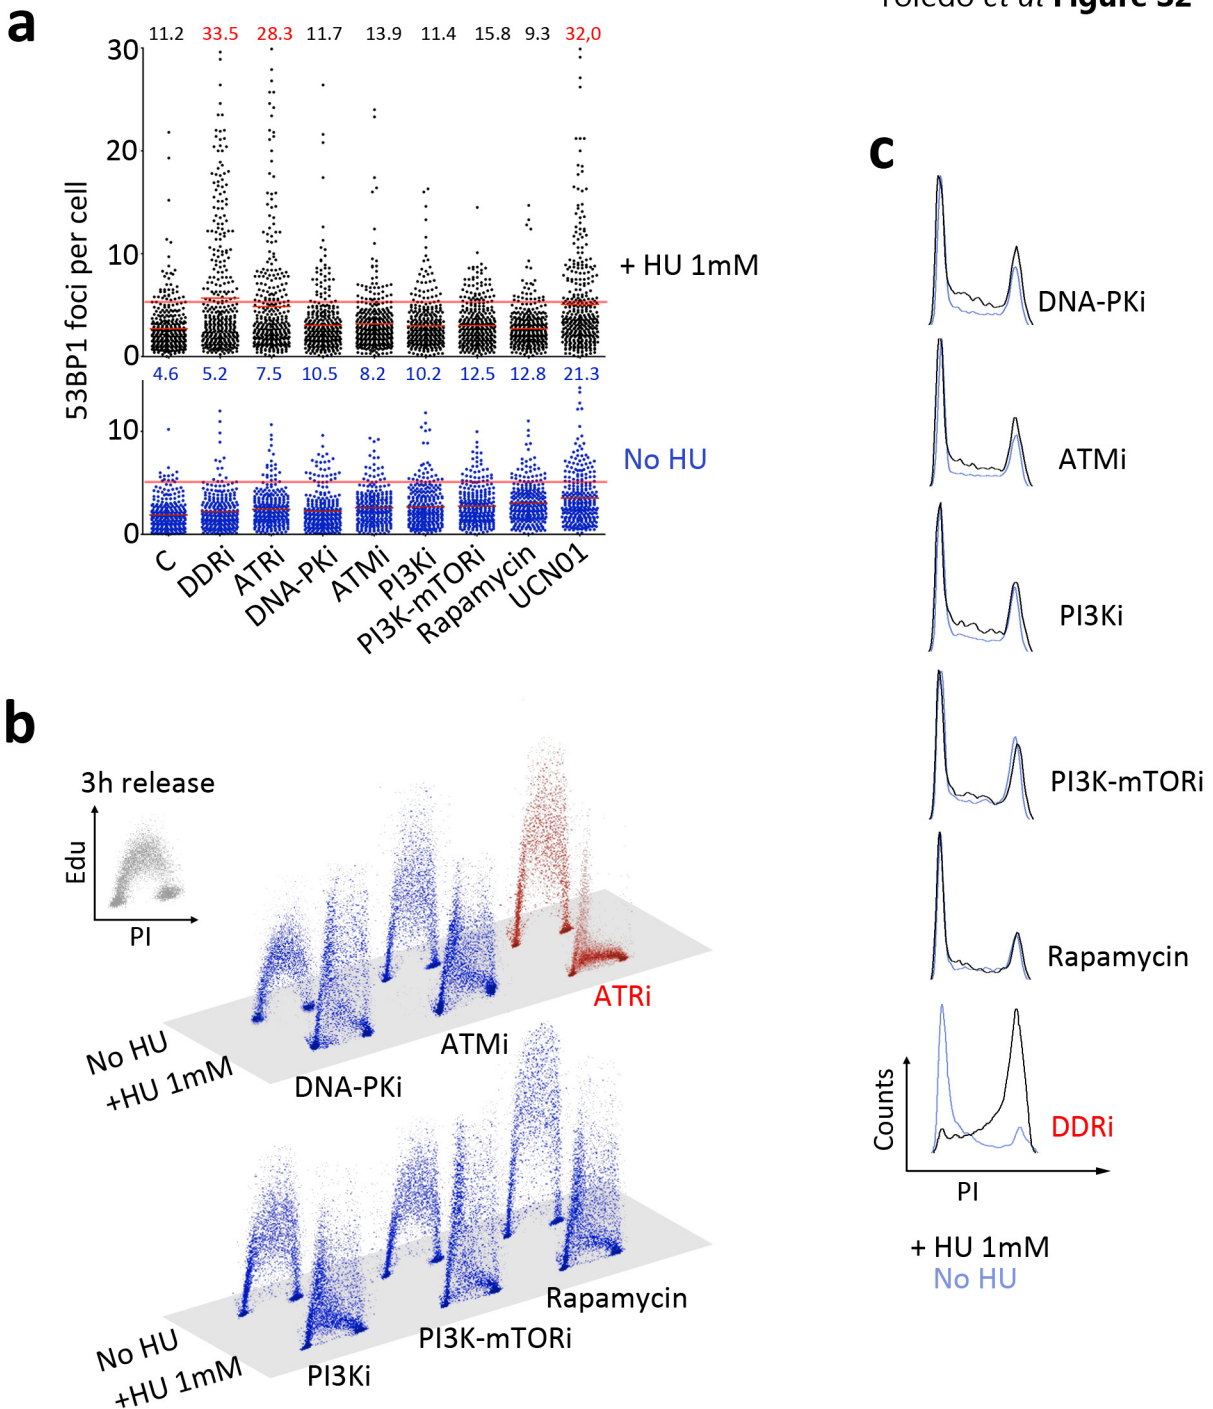 Toledo et al Figure S2
a
11.2 33.5 28.3 11.7 13.9 11.4 15.8 9.3 32,0
30
20
10
0
53BP1 foci per cell
+ HU 1mM
4.6 5.2 7.5 10.5 8.2 10.2 12.5 12.8 21.3
10
0
No HU
C
DDRi
ATRi
DNA-PKi
ATMi
PI3Ki
PI3K-mTORi
Rapamycin
UCN01
b
3h release
Edu
PI
No HU
+HU 1mM
DNA-PKi
ATMi
ATRi
No HU
+HU 1mM
PI3Ki
PI3K-mTORi
Rapamycin
c
DNA-PKi
ATMi
PI3Ki
PI3K-mTORi
Rapamycin
DDRi
Counts
PI
+ HU 1mM
No HU